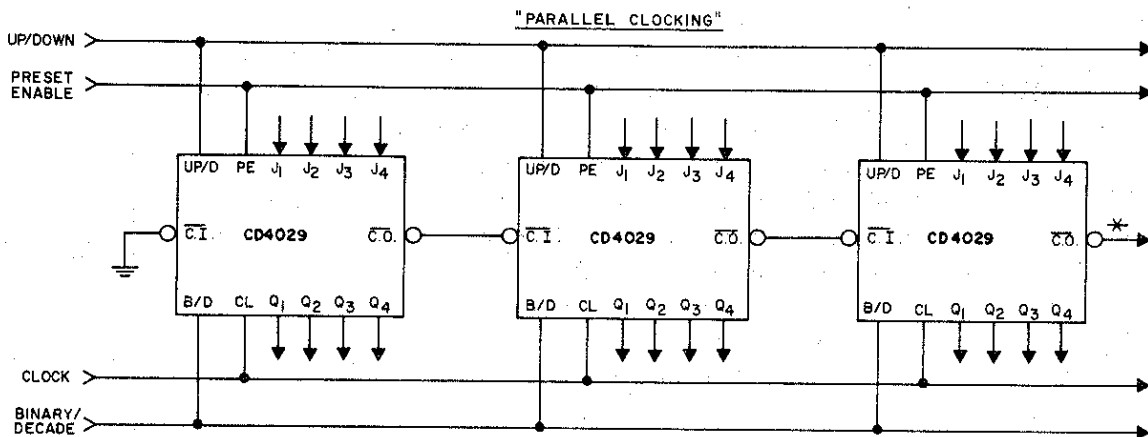 "PARALLEL CLOCKING"
UP/DOWN
PRESET
ENABLE
UP/D PE J1 J2 J3 J4
UP/D PE J1 J2 J3 J4
UP/D PE J1 J2 J3 J4
C.I. CD4029 C.O.
C.I. CD4029 C.O.
C.I. CD4029 C.O. *
B/D CL Q1 Q2 Q3 Q4
B/D CL Q1 Q2 Q3 Q4
B/D CL Q1 Q2 Q3 Q4
CLOCK
BINARY/
DECADE